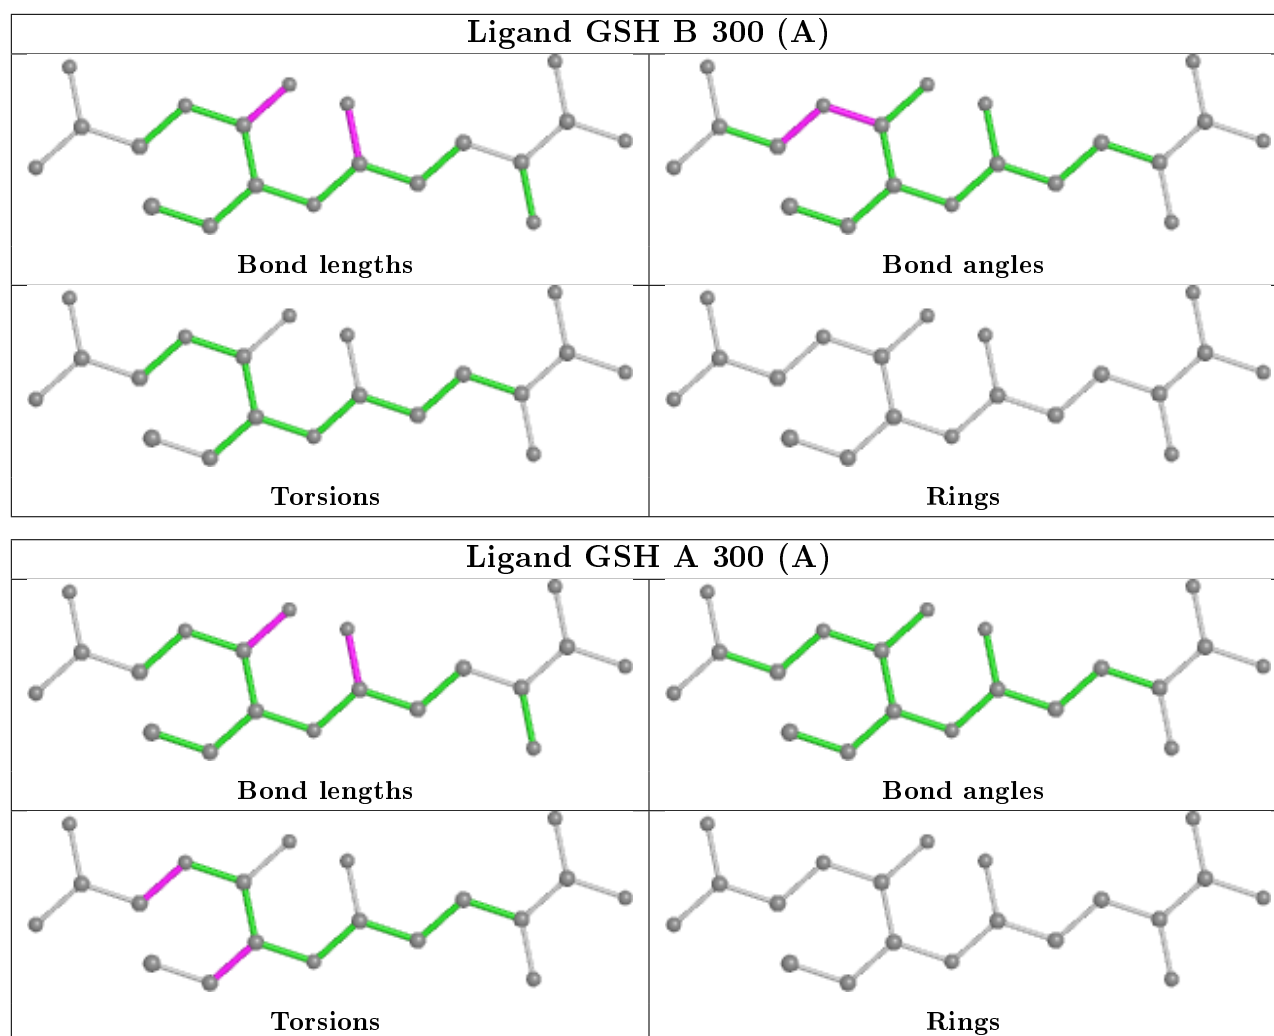 Ligand GSH B 300 (A)
Bond lengths
Bond angles
Torsions
Rings
Ligand GSH A 300 (A)
Bond lengths
Bond angles
Torsions
Rings